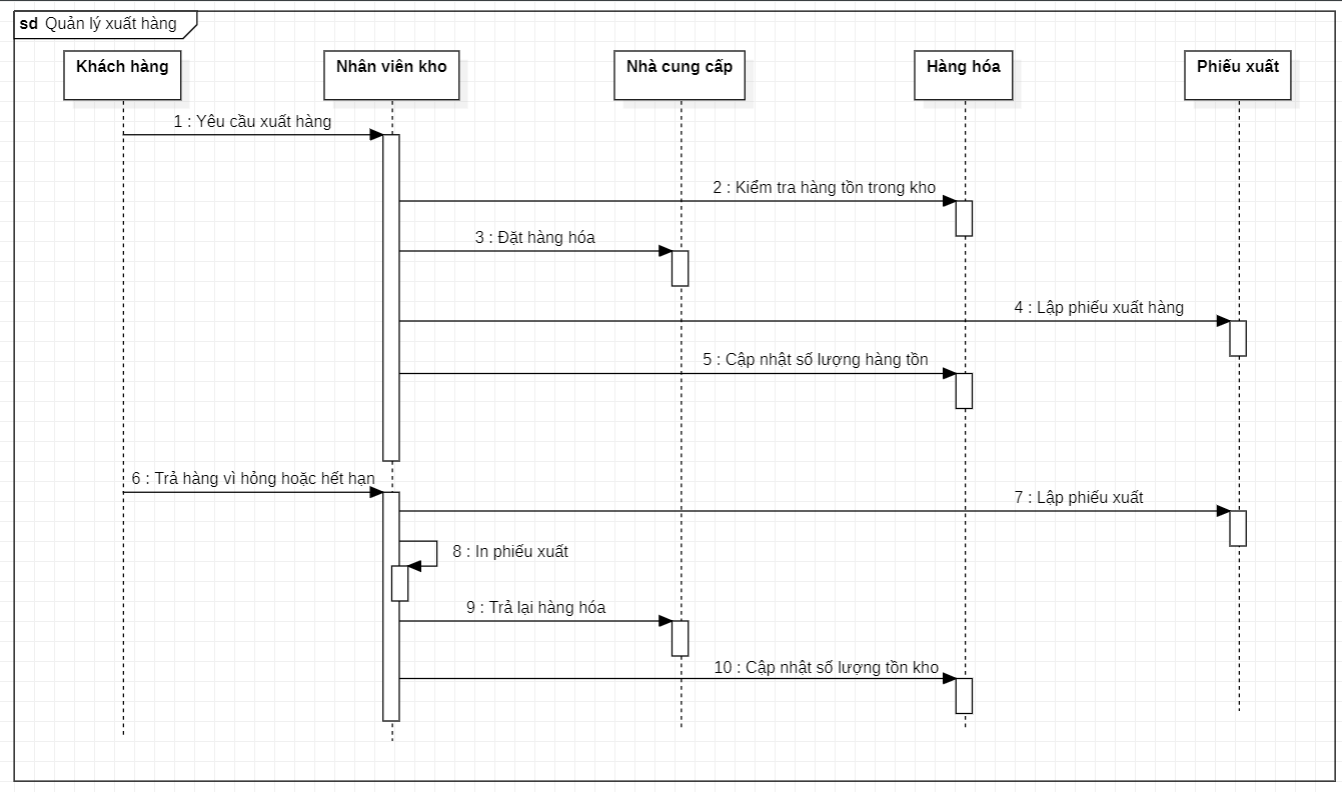 sd Quản lý xuất hàng
Khách hàng
Nhân viên kho
Nhà cung cấp
Hàng hóa
Phiếu xuất
1 : Yêu cầu xuất hàng
2 : Kiểm tra hàng tồn trong kho
3 : Đặt hàng hóa
4 : Lập phiếu xuất hàng
5 : Cập nhật số lượng hàng tồn
6 : Trả hàng vì hỏng hoặc hết hạn
7 : Lập phiếu xuất
8 : In phiếu xuất
9 : Trả lại hàng hóa
10 : Cập nhật số lượng tồn kho